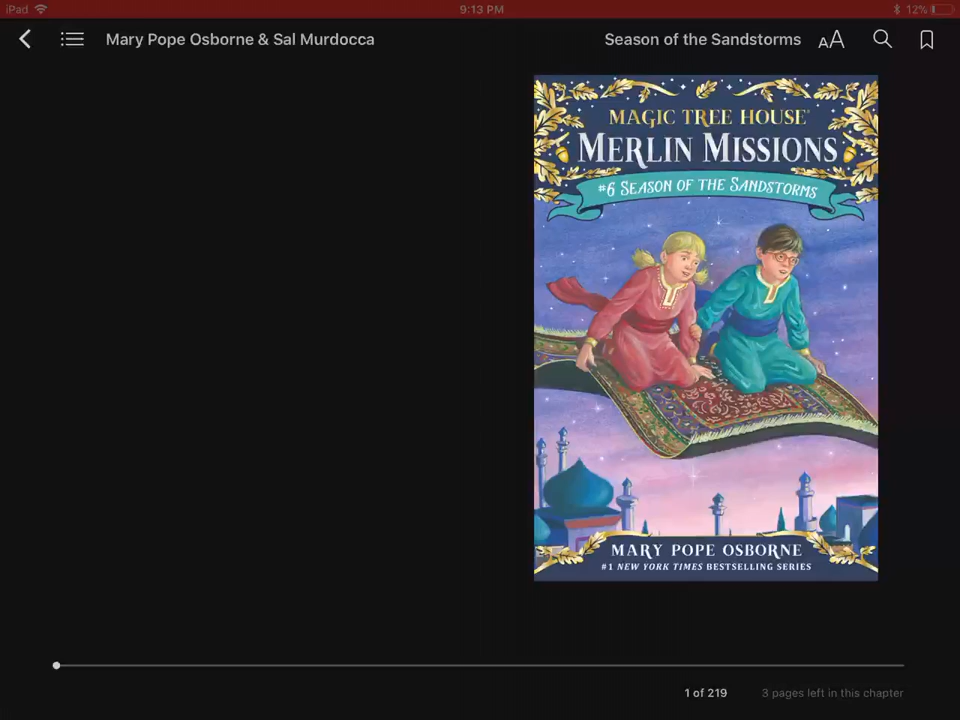 iPad 9:13 PM 12%
Mary Pope Osborne & Sal Murdocca Season of the Sandstorms AA
MAGIC TREE HOUSE®
MERLIN MISSIONS
#6 SEASON OF THE SANDSTORMS
MARY POPE OSBORNE
#1 NEW YORK TIMES BESTSELLING SERIES
1 of 219 3 pages left in this chapter